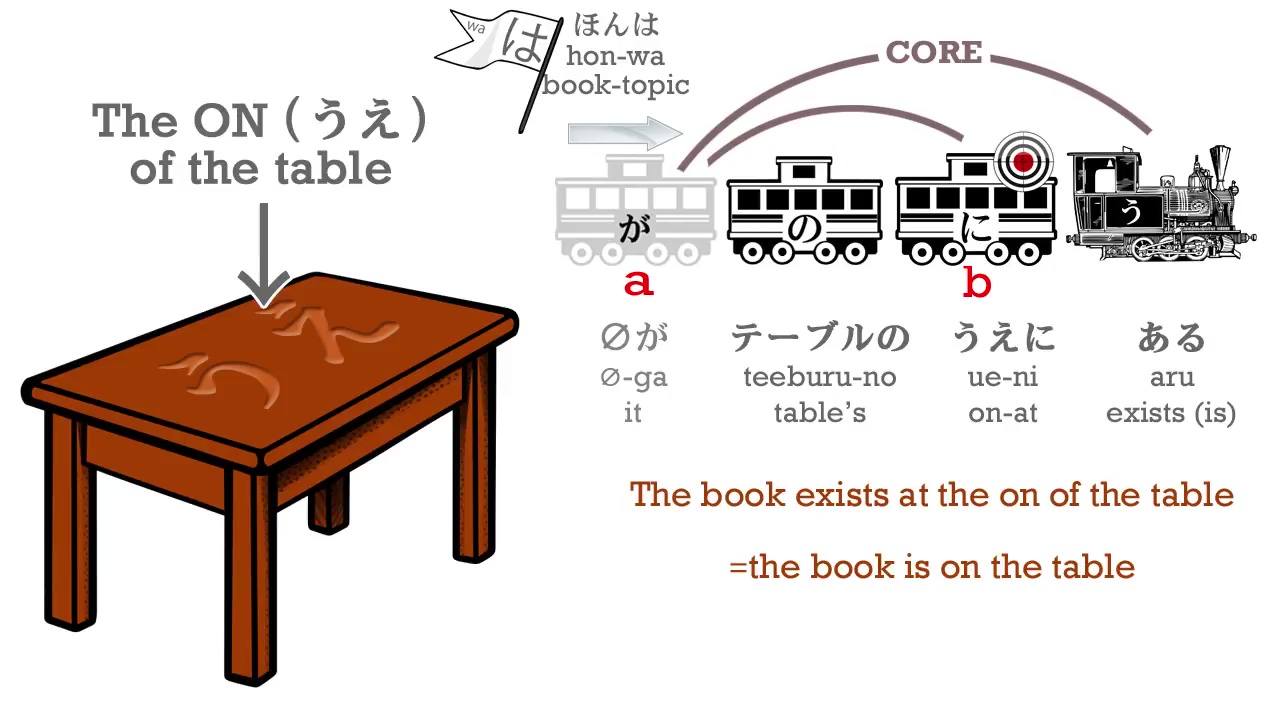 The ON (うえ)
of the table
うえ
wa
は
ほんは
hon-wa
book-topic
CORE
が
の
に
う
a
b
∅が
テーブルの
うえに
ある
∅-ga
teeburu-no
ue-ni
aru
it
table's
on-at
exists (is)
The book exists at the on of the table
=the book is on the table